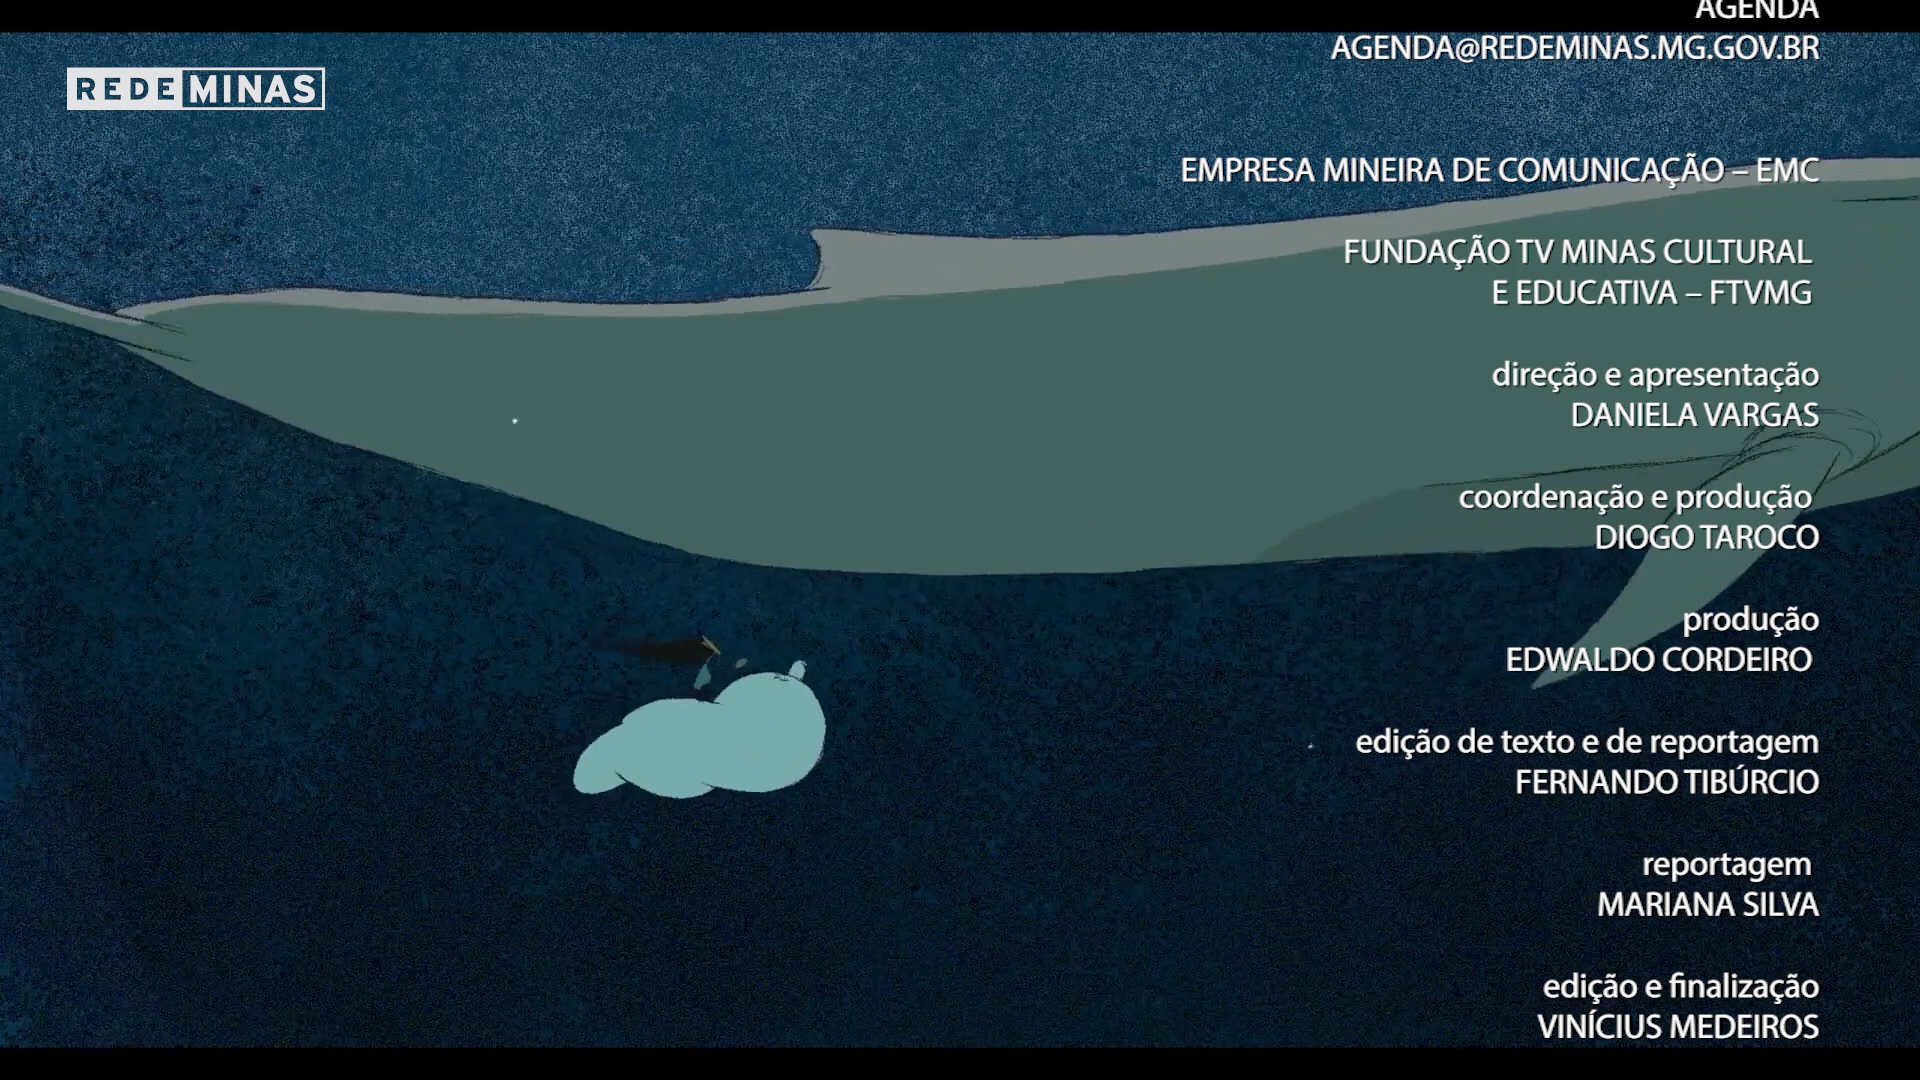 AGENDA
AGENDA@REDEMINAS.MG.GOV.BR
REDE MINAS
EMPRESA MINEIRA DE COMUNICAÇÃO – EMC
FUNDAÇÃO TV MINAS CULTURAL
E EDUCATIVA – FTVMG
direção e apresentação
DANIELA VARGAS
coordenação e produção
DIOGO TAROCO
produção
EDWALDO CORDEIRO
edição de texto e de reportagem
FERNANDO TIBÚRCIO
reportagem
MARIANA SILVA
edição e finalização
VINÍCIUS MEDEIROS